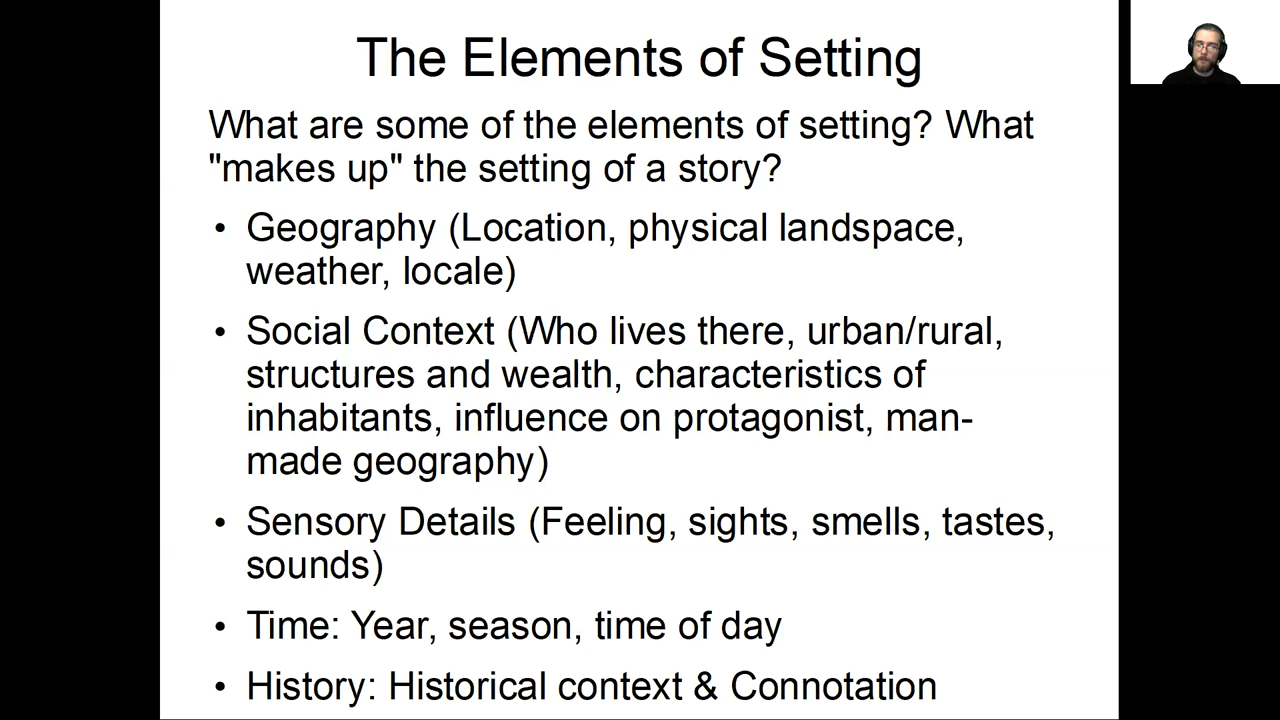 The Elements of Setting
What are some of the elements of setting? What
"makes up" the setting of a story?
• Geography (Location, physical landspace,
weather, locale)
• Social Context (Who lives there, urban/rural,
structures and wealth, characteristics of
inhabitants, influence on protagonist, man-
made geography)
• Sensory Details (Feeling, sights, smells, tastes,
sounds)
• Time: Year, season, time of day
• History: Historical context & Connotation